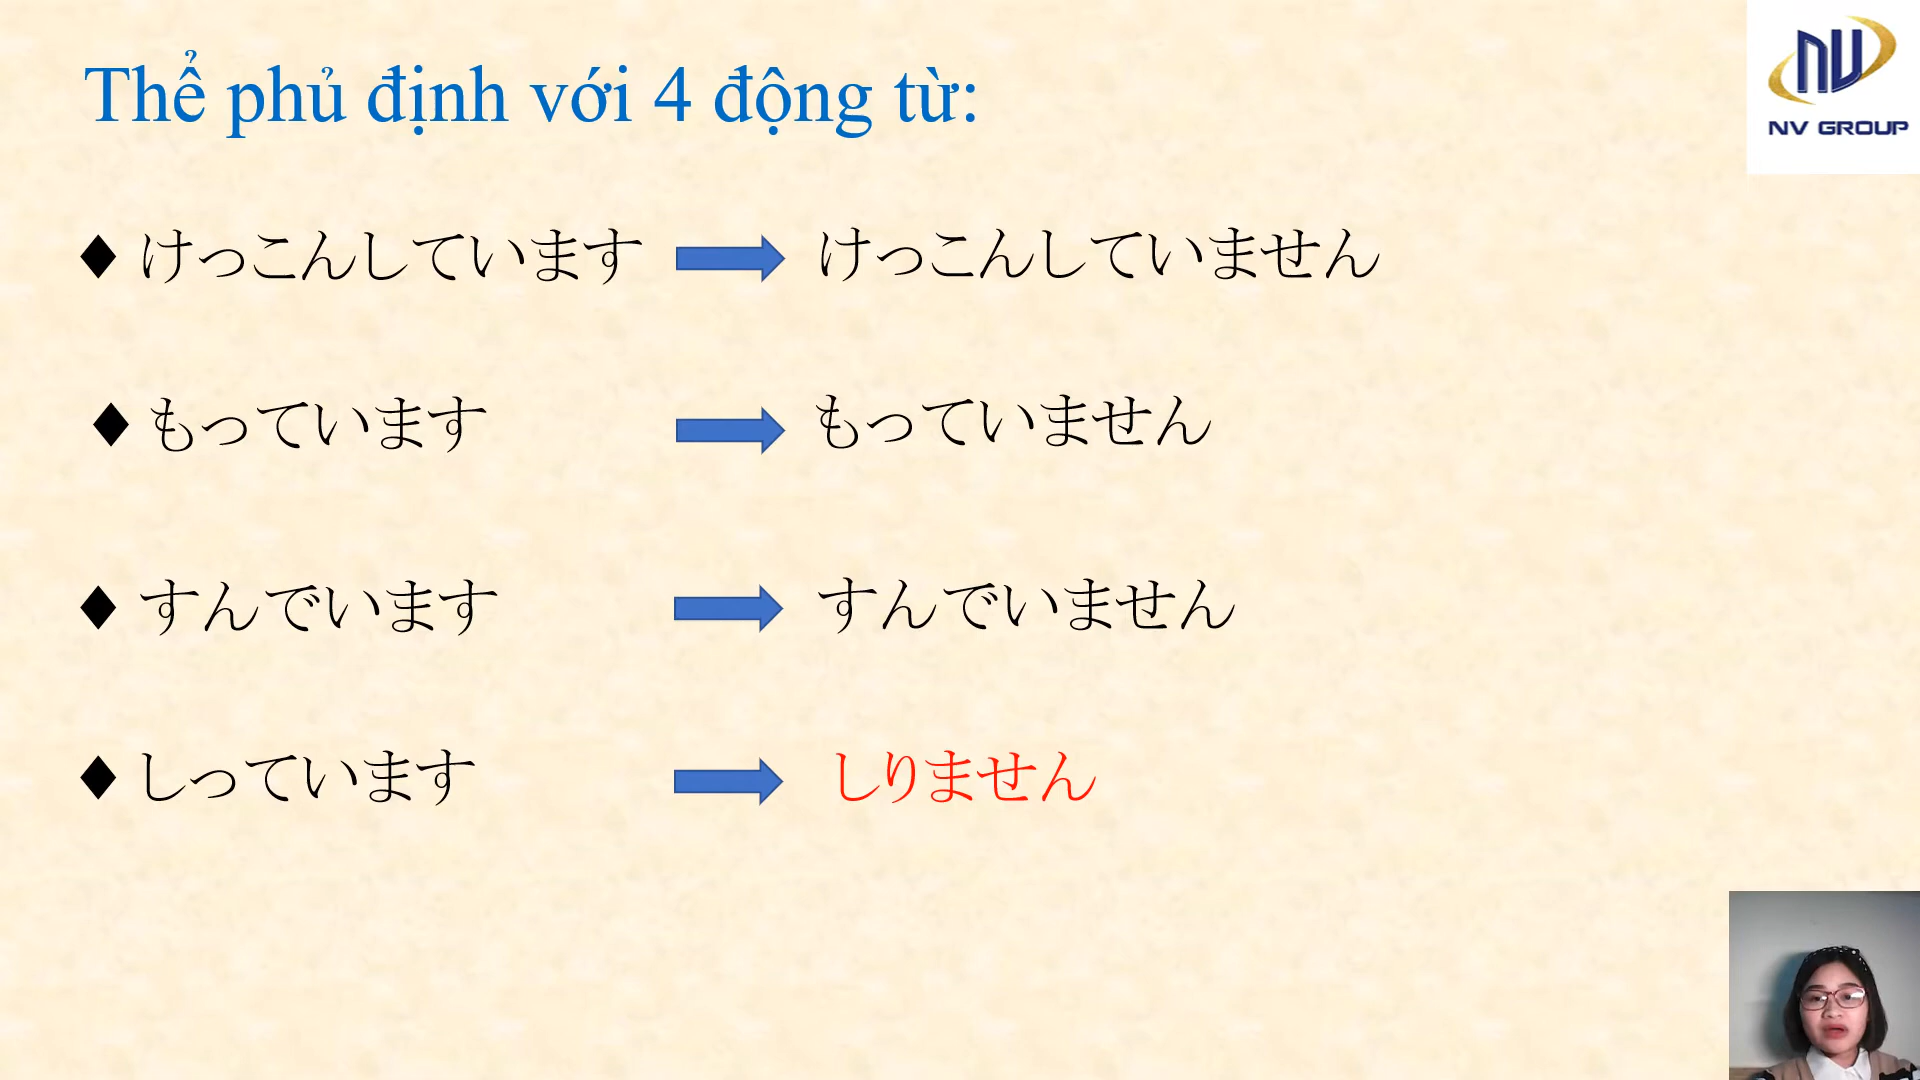 Thể phủ định với 4 động từ:
NV GROUP
♦ けっこんしています けっこんしていません
♦ もっています もっていません
♦ すんでいます すんでいません
♦ しっています しりません